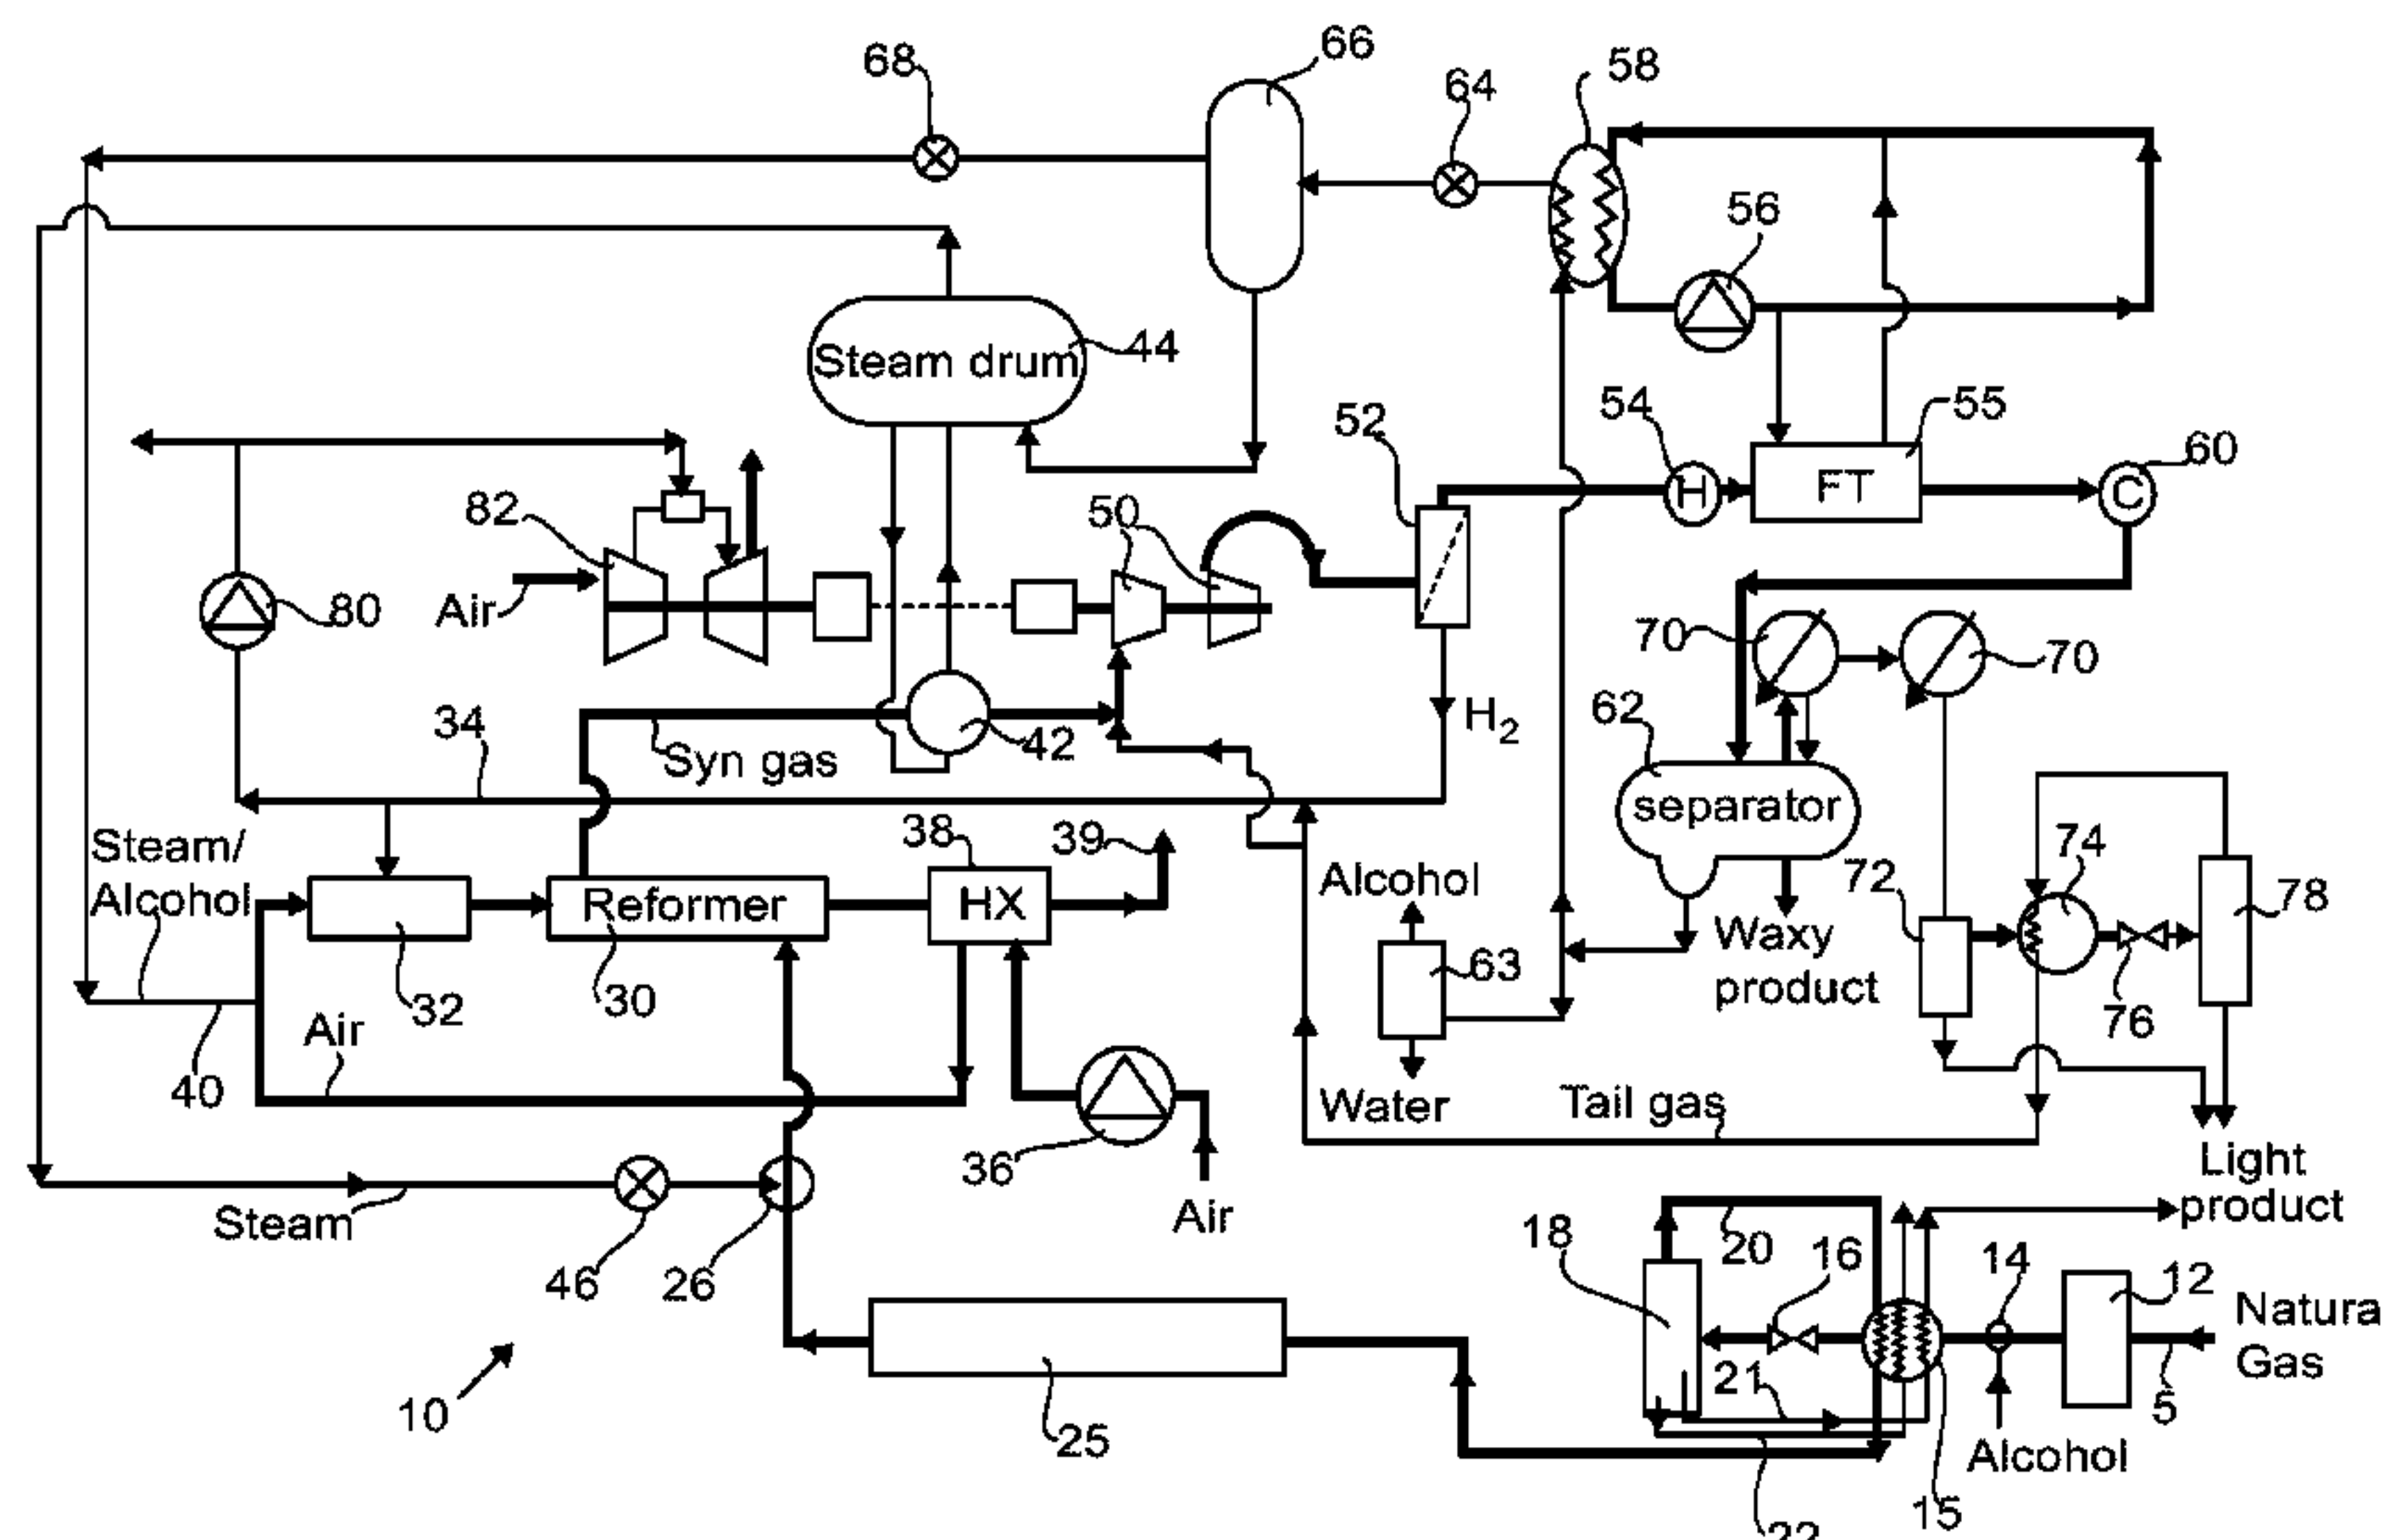 66
68
58
64
56
Steam drum
44
54
55
52
60
82
50
FT
H
C
Air
80
70
70
34
H2
62
42
Syn gas
separator
Steam/
Alcohol
38
39
74
Alcohol
72
78
Reformer
HX
Waxy
product
63
32
30
76
Air
40
Water
Tail gas
36
Light
product
Steam
Air
18
20
16
14
46
26
12
Natura
Gas
21
5
10
25
Alcohol
15
22